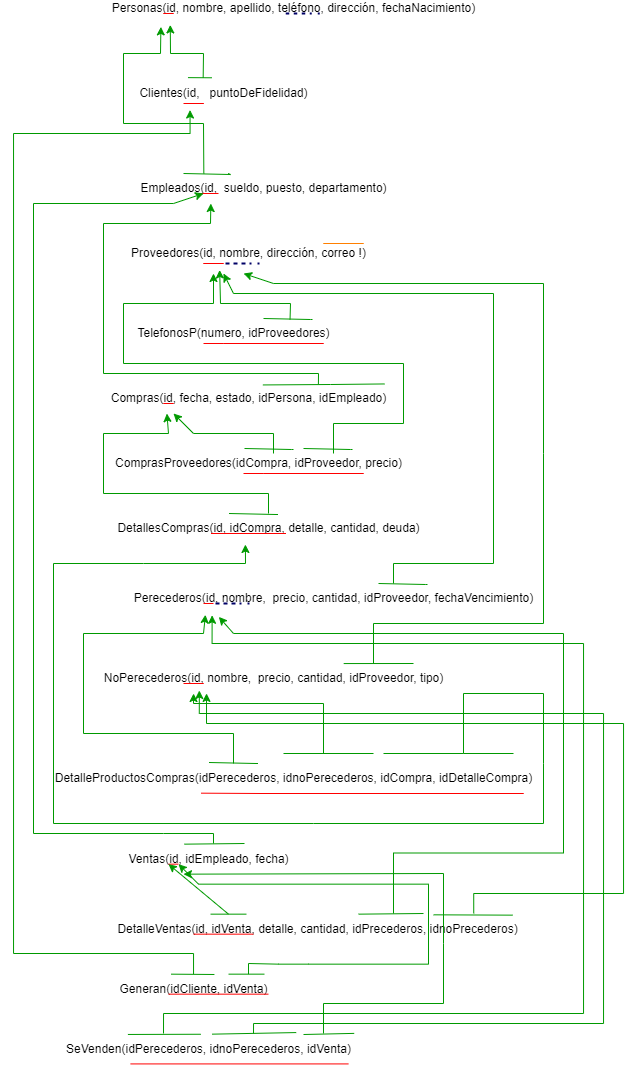 Personas(id, nombre, apellido, teléfono, dirección, fechaNacimiento)
Clientes(id, puntoDeFidelidad)
Empleados(id, sueldo, puesto, departamento)
Proveedores(id, nombre, dirección, correo !)
TelefonosP(numero, idProveedores)
Compras(id, fecha, estado, idPersona, idEmpleado)
ComprasProveedores(idCompra, idProveedor, precio)
DetallesCompras(id, idCompra, detalle, cantidad, deuda)
Perecederos(id, nombre, precio, cantidad, idProveedor, fechaVencimiento)
NoPerecederos(id, nombre, precio, cantidad, idProveedor, tipo)
DetalleProductosCompras(idPerecederos, idnoPerecederos, idCompra, idDetalleCompra)
Ventas(id, idEmpleado, fecha)
DetalleVentas(id, idVenta, detalle, cantidad, idPrecederos, idnoPrecederos)
Generan(idCliente, idVenta)
SeVenden(idPerecederos, idnoPerecederos, idVenta)